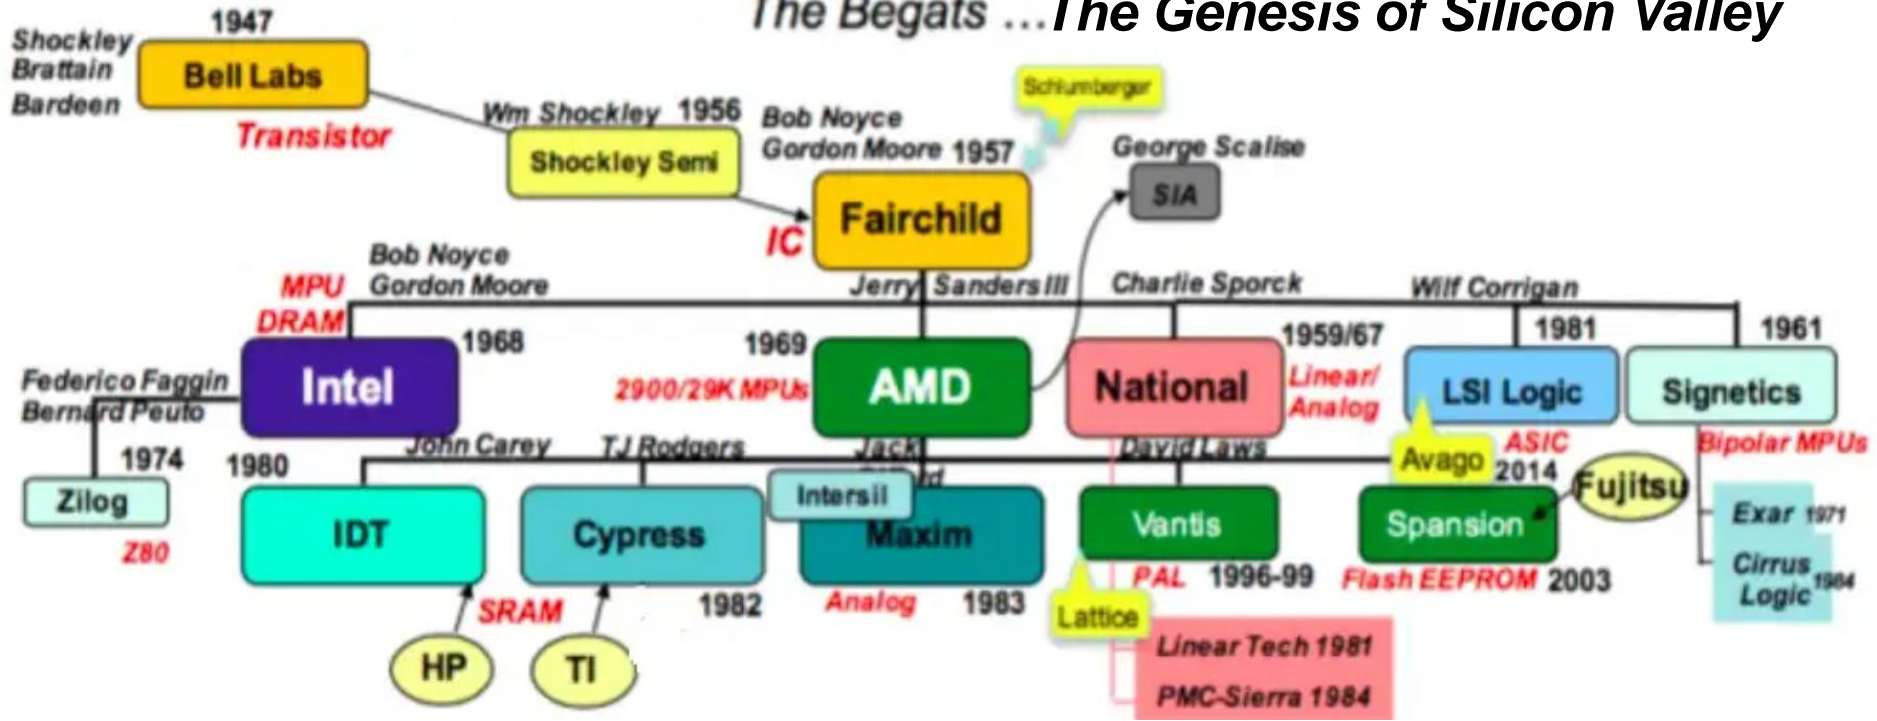 The Begats ...The Genesis of Silicon Valley
1947
Shockley
Brattain
Bardeen
Bell Labs
Transistor
Wm Shockley 1956
Shockley Semi
Bob Noyce
Gordon Moore 1957
Schlumberger
George Scalise
SIA
Fairchild
IC
Bob Noyce
Gordon Moore
MPU
DRAM
Jerry Sanders III
Charlie Sporck
Wilf Corrigan
1968
1969
1959/67
1981
1961
Federico Faggin
Bernard Peuto
Intel
2900/29K MPUs
AMD
National
Linear/
Analog
LSI Logic
Signetics
ASIC
Bipolar MPUs
1974
1980
John Carey
TJ Rodgers
Jack
David Laws
Avago
2014
Fujitsu
Zilog
Z80
IDT
Cypress
Intersil
Maxim
Vantis
Spansion
Exar 1971
Cirrus
Logic 1984
SRAM
1982
Analog
1983
PAL 1996-99
Flash EEPROM 2003
Lattice
HP
TI
Linear Tech 1981
PMC-Sierra 1984